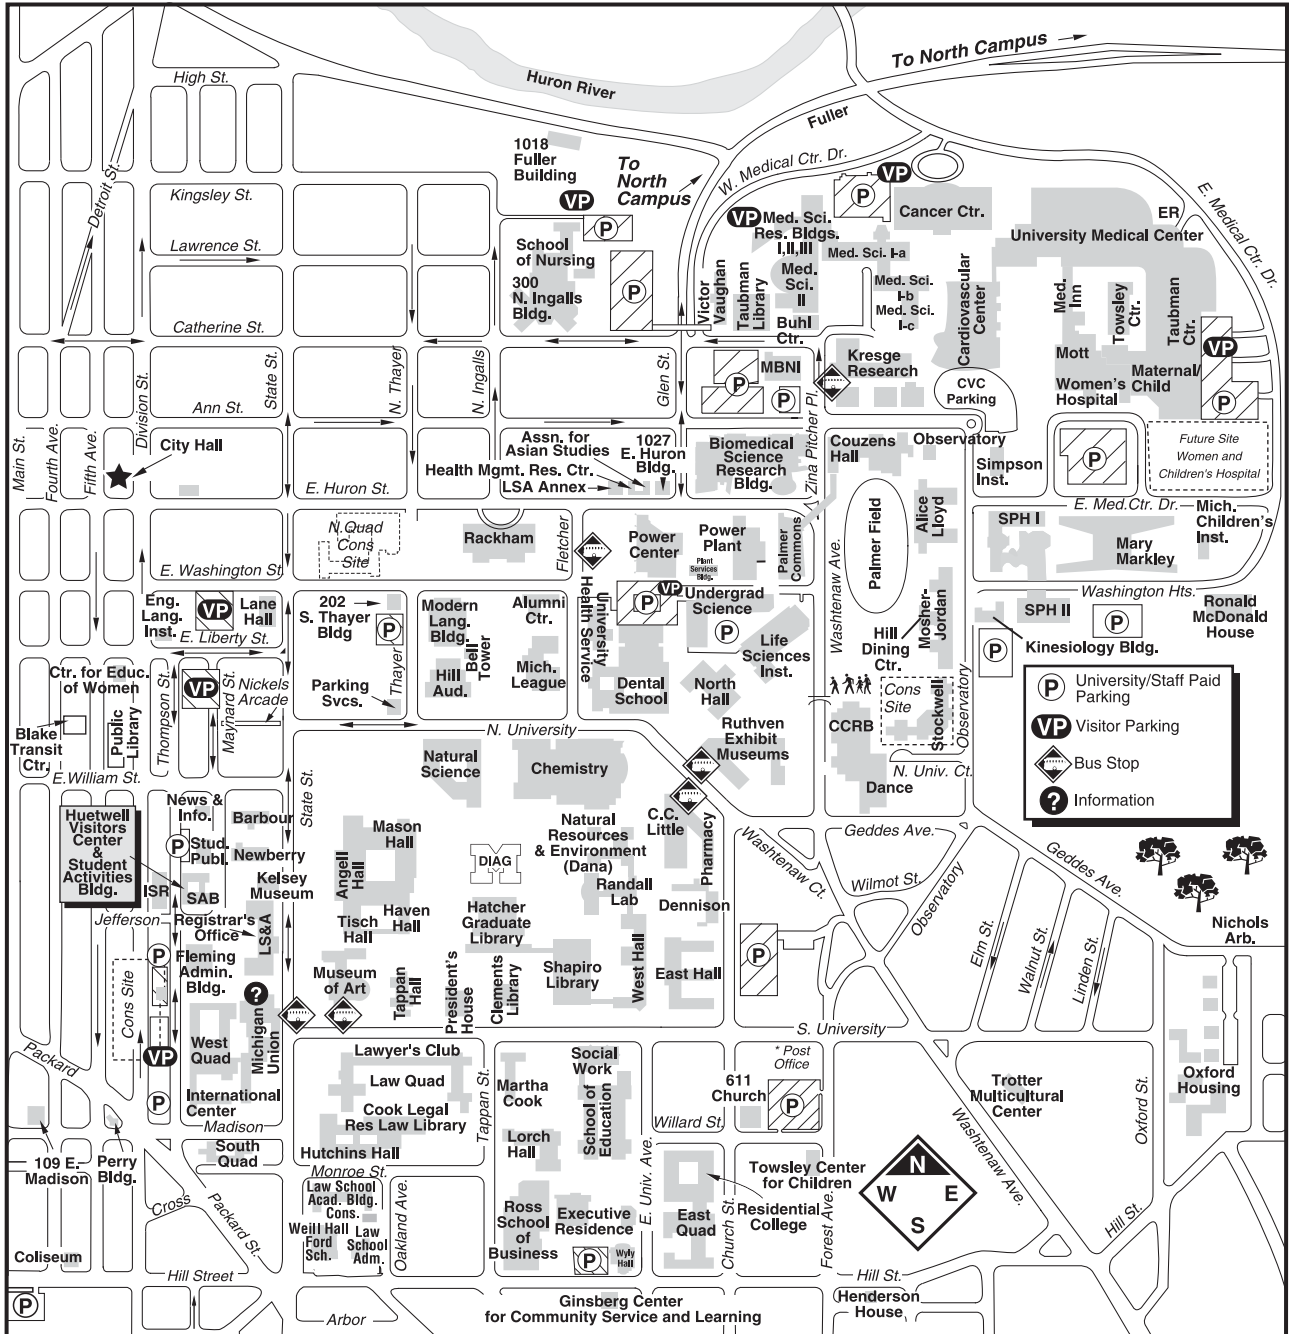 To North Campus
Huron River
High St.
Fuller
1018
Fuller
Building
To
North
Campus
W. Medical Ctr. Dr.
E. Medical Ctr. Dr.
Detroit St.
Kingsley St.
VP
VP
P
Cancer Ctr.
ER
University Medical Center
Lawrence St.
P
School
of Nursing
300
N. Ingalls
Bldg.
P
VP
Med. Sci.
Res. Bldgs.
I,II,III
Med. Sci. I-a
Med.
Sci.
II
Med. Sci.
I-b
Med. Sci.
I-c
Victor
Vaughan
Taubman
Library
Buhl
Ctr.
Cardiovascular
Center
Med.
Inn
Towsley
Ctr.
Taubman
Ctr.
Catherine St.
VP
State St.
N. Thayer
N. Ingalls
Glen St.
MBNI
P
P
Kresge
Research
CVC
Parking
Mott
Women's
Hospital
Maternal/
Child
P
Ann St.
Main St.
Fourth Ave.
Fifth Ave.
Division St.
City Hall
Assn. for
Asian Studies
Health Mgmt. Res. Ctr.
LSA Annex
1027
E. Huron
Bldg.
Biomedical
Science
Research
Bldg.
Zina Pitcher Pl.
Couzens
Hall
Observatory
Simpson
Inst.
P
Future Site
Women and
Children's Hospital
E. Huron St.
E. Med.Ctr. Dr.
Mich.
Children's
Inst.
N.Quad
Cons
Site
Rackham
Fletcher
Power
Center
Power
Plant
Plant
Services
Bldg.
Palmer
Commons
Washtenaw Ave.
Palmer Field
Alice
Lloyd
SPH I
Mary
Markley
E. Washington St.
Washington Hts.
Eng.
Lang.
Inst.
VP
Lane
Hall
202
S. Thayer
Bldg
P
Modern
Lang.
Bldg.
Alumni
Ctr.
University
Health Service
P
VP
Undergrad
Science
P
Life
Sciences
Inst.
Hill
Dining
Ctr.
Mosher-
Jordan
SPH II
P
Ronald
McDonald
House
Kinesiology Bldg.
P
E. Liberty St.
Bell
Tower
Ctr. for Educ.
of Women
VP
Nickels
Arcade
Parking
Svcs.
Thayer
Hill
Aud.
Mich.
League
Dental
School
North
Hall
Cons
Site
Stockwell
Observatory
CCRB
P
University/Staff Paid
Parking
VP
Visitor Parking
Bus Stop
?
Information
Blake
Transit
Ctr.
Public
Library
Thompson St.
Maynard St.
N. University
Ruthven
Exhibit
Museums
N. Univ. Ct.
Dance
E.William St.
State St.
Natural
Science
Chemistry
Huetwell
Visitors
Center
&
Student
Activities
Bldg.
News &
Info.
P
Stud.
Publ.
Barbour
Newberry
Kelsey
Museum
ISR
SAB
Mason
Hall
Angell
Hall
DIAG
Natural
Resources
& Environment
(Dana)
C.C.
Little
Pharmacy
Washtenaw Ct.
Geddes Ave.
Wilmot St.
Observatory
Geddes Ave.
Jefferson
Registrar's
Office
LS&A
Tisch
Hall
Haven
Hall
Hatcher
Graduate
Library
Randall
Lab
Dennison
Elm St.
Walnut St.
Linden St.
Nichols
Arb.
P
Cons Site
Fleming
Admin.
Bldg.
?
Museum
of Art
Tappan
Hall
President's
House
Clements
Library
Shapiro
Library
West Hall
East Hall
P
S. University
VP
West
Quad
Michigan
Union
Packard
Lawyer's Club
Law Quad
Cook Legal
Res Law Library
Hutchins Hall
Tappan St.
Martha
Cook
Social
Work
School of
Education
* Post
Office
611
Church
P
Willard St.
Trotter
Multicultural
Center
Oxford
Housing
Oxford St.
Washtenaw Ave.
P
International
Center
Madison
South
Quad
109 E.
Madison
Perry
Bldg.
Cross
Packard St.
Monroe St.
Law School
Acad. Bldg.
Cons.
Weill Hall
Ford
Sch.
Law
School
Adm.
Oakland Ave.
Lorch
Hall
Ross
School
of
Business
Executive
Residence
P
Wyly
Hall
E. Univ. Ave.
East
Quad
Church St.
Towsley Center
for Children
Residential
College
Forest Ave.
N
W
E
S
Hill St.
Coliseum
Hill Street
Hill St.
P
Arbor
Ginsberg Center
for Community Service and Learning
Henderson
House